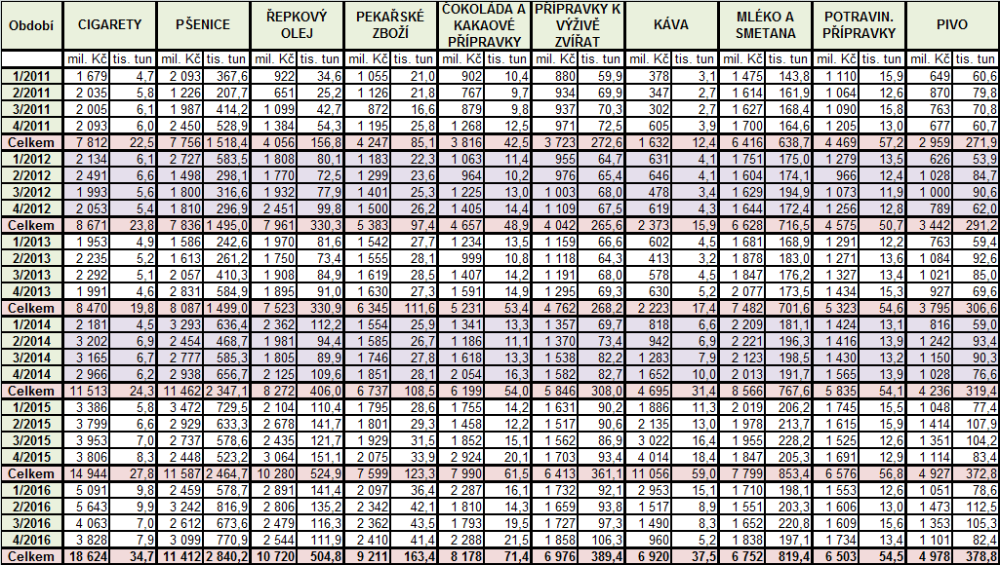 Období CIGARETY PŠENICE ŘEPKOVÝ OLEJ PEKAŘSKÉ ZBOŽÍ ČOKOLÁDA A KAKAOVÉ PŘÍPRAVKY PŘÍPRAVKY K VÝŽIVĚ ZVÍŘAT KÁVA MLÉKO A SMETANA POTRAVIN. PŘÍPRAVKY PIVO
mil. Kč tis. tun mil. Kč tis. tun mil. Kč tis. tun mil. Kč tis. tun mil. Kč tis. tun mil. Kč tis. tun mil. Kč tis. tun mil. Kč tis. tun mil. Kč tis. tun mil. Kč tis. tun
1/2011 1 679 4,7 2 093 367,6 922 34,6 1 055 21,0 902 10,4 880 59,9 378 3,1 1 475 143,8 1 110 15,9 649 60,6
2/2011 2 035 5,8 1 226 207,7 651 25,2 1 126 21,8 767 9,7 934 69,9 347 2,7 1 614 161,9 1 064 12,6 870 79,8
3/2011 2 005 6,1 1 987 414,2 1 099 42,7 872 16,6 879 9,8 937 70,3 302 2,7 1 627 168,4 1 090 15,8 763 70,8
4/2011 2 093 6,0 2 450 528,9 1 384 54,3 1 195 25,8 1 268 12,5 971 72,5 605 3,9 1 700 164,6 1 205 13,0 677 60,7
Celkem 7 812 22,5 7 756 1 518,4 4 056 156,8 4 247 85,1 3 816 42,5 3 723 272,6 1 632 12,4 6 416 638,7 4 469 57,2 2 959 271,9
1/2012 2 134 6,1 2 727 583,5 1 808 80,1 1 183 22,3 1 063 11,4 955 64,7 631 4,1 1 751 175,0 1 279 13,5 626 53,9
2/2012 2 491 6,6 1 498 298,1 1 770 72,5 1 299 23,6 964 10,2 976 65,4 646 4,1 1 604 174,1 966 12,4 1 028 84,7
3/2012 1 993 5,6 1 800 316,6 1 932 77,9 1 401 25,3 1 225 13,0 1 003 68,0 478 3,4 1 629 194,9 1 073 11,9 1 000 90,6
4/2012 2 053 5,4 1 810 296,9 2 451 99,8 1 500 26,2 1 405 14,4 1 109 67,5 619 4,3 1 644 172,4 1 256 12,8 789 62,0
Celkem 8 671 23,8 7 836 1 495,0 7 961 330,3 5 383 97,4 4 657 48,9 4 042 265,6 2 373 15,9 6 628 716,5 4 575 50,7 3 442 291,2
1/2013 1 953 4,9 1 586 242,6 1 970 81,6 1 542 27,7 1 234 13,5 1 159 66,6 602 4,5 1 681 168,9 1 291 12,2 763 59,4
2/2013 2 235 5,2 1 613 261,2 1 750 73,4 1 555 28,1 999 10,8 1 118 64,3 413 3,2 1 878 183,0 1 271 13,6 1 084 92,6
3/2013 2 292 5,1 2 057 410,3 1 908 84,9 1 619 28,5 1 407 14,2 1 191 68,0 578 4,5 1 847 176,2 1 327 13,4 1 021 85,0
4/2013 1 991 4,6 2 831 584,9 1 895 91,0 1 630 27,3 1 591 14,9 1 295 69,3 630 5,2 2 077 173,5 1 434 15,3 927 69,6
Celkem 8 470 19,8 8 087 1 499,0 7 523 330,9 6 345 111,6 5 231 53,4 4 762 268,2 2 223 17,4 7 482 701,6 5 323 54,6 3 795 306,6
1/2014 2 181 4,5 3 293 636,4 2 362 112,2 1 554 25,9 1 341 13,3 1 357 69,7 818 6,6 2 209 181,1 1 424 13,1 816 59,0
2/2014 3 202 6,9 2 454 468,7 1 981 94,4 1 585 26,7 1 186 11,1 1 370 73,4 942 6,9 2 221 196,3 1 416 13,9 1 242 93,4
3/2014 3 165 6,7 2 777 585,3 1 805 89,9 1 746 27,8 1 618 13,3 1 538 82,2 1 283 7,9 2 123 198,5 1 430 13,2 1 150 90,3
4/2014 2 966 6,2 2 938 656,7 2 125 109,6 1 851 28,1 2 054 16,3 1 582 82,7 1 652 10,0 2 013 191,7 1 565 13,9 1 028 76,6
Celkem 11 513 24,3 11 462 2 347,1 8 272 406,0 6 737 108,5 6 199 54,0 5 846 308,0 4 695 31,4 8 566 767,6 5 835 54,1 4 236 319,4
1/2015 3 386 5,8 3 472 729,5 2 104 110,4 1 795 28,6 1 755 14,2 1 631 90,2 1 886 11,3 2 019 206,2 1 745 15,5 1 048 77,4
2/2015 3 799 6,6 2 929 633,3 2 678 141,7 1 801 29,3 1 458 12,2 1 517 90,6 2 135 13,0 1 978 213,7 1 615 15,9 1 414 107,9
3/2015 3 953 7,0 2 737 578,6 2 435 121,7 1 929 31,5 1 852 15,1 1 562 86,9 3 022 16,4 1 955 228,2 1 525 12,6 1 351 104,2
4/2015 3 806 8,3 2 448 523,2 3 064 151,1 2 075 33,9 2 924 20,1 1 703 93,4 4 014 18,4 1 847 205,3 1 691 12,9 1 114 83,4
Celkem 14 944 27,8 11 587 2 464,7 10 280 524,9 7 599 123,3 7 990 61,5 6 413 361,1 11 056 59,0 7 799 853,4 6 576 56,8 4 927 372,8
1/2016 5 091 9,8 2 459 578,7 2 891 141,4 2 097 36,4 2 287 16,1 1 732 92,1 2 953 15,1 1 710 198,1 1 553 12,6 1 051 78,6
2/2016 5 643 9,9 3 242 816,9 2 806 135,2 2 342 42,1 1 810 14,3 1 659 93,8 1 517 8,9 1 551 203,3 1 606 13,0 1 473 112,5
3/2016 4 063 7,0 2 612 673,6 2 479 116,3 2 362 43,5 1 793 19,5 1 727 97,3 1 490 8,3 1 652 220,8 1 609 15,6 1 353 105,3
4/2016 3 828 7,9 3 099 770,9 2 544 111,9 2 410 41,4 2 288 21,5 1 858 106,3 960 5,2 1 838 197,1 1 734 13,4 1 101 82,4
Celkem 18 624 34,7 11 412 2 840,2 10 720 504,8 9 211 163,4 8 178 71,4 6 976 389,4 6 920 37,5 6 752 819,4 6 503 54,5 4 978 378,8